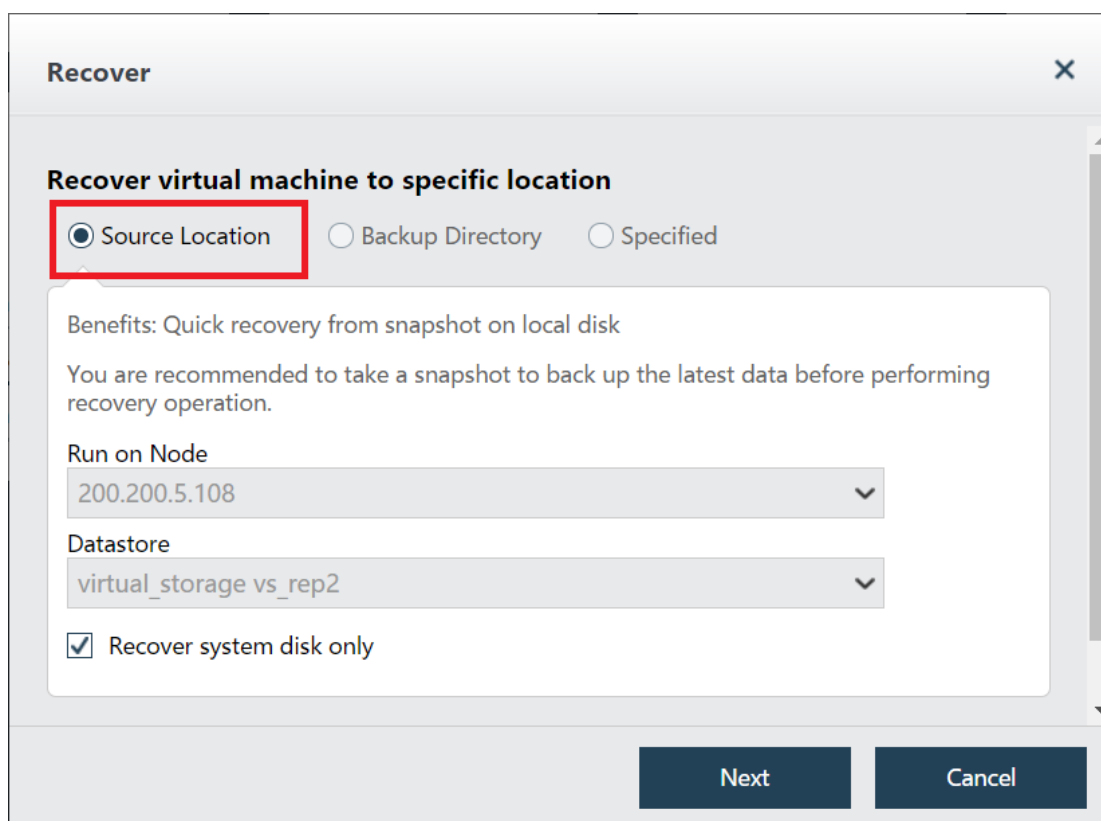 Recover
Recover virtual machine to specific location
Source Location Backup Directory Specified
Benefits: Quick recovery from snapshot on local disk
You are recommended to take a snapshot to back up the latest data before performing
recovery operation.
Run on Node
200.200.5.108
Datastore
virtual_storage vs_rep2
Recover system disk only
Next Cancel